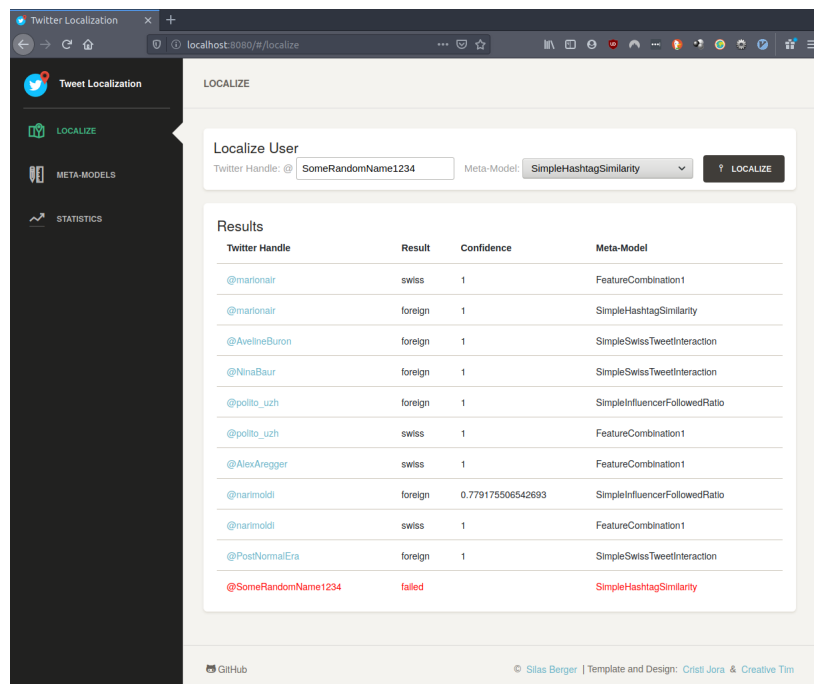 Twitter Localization
localhost:8080/#/localize
Tweet Localization
LOCALIZE
LOCALIZE
META-MODELS
STATISTICS
Localize User
Twitter Handle: @ SomeRandomName1234 Meta-Model: SimpleHashtagSimilarity LOCALIZE
Results
Twitter Handle Result Confidence Meta-Model
@marionair swiss 1 FeatureCombination1
@marionair foreign 1 SimpleHashtagSimilarity
@AvelineBuron foreign 1 SimpleSwissTweetInteraction
@NinaBaur foreign 1 SimpleSwissTweetInteraction
@polito_uzh foreign 1 SimpleInfluencerFollowedRatio
@polito_uzh swiss 1 FeatureCombination1
@AlexAregger swiss 1 FeatureCombination1
@narimoldi foreign 0.779175506542693 SimpleInfluencerFollowedRatio
@narimoldi swiss 1 FeatureCombination1
@PostNormalEra foreign 1 SimpleSwissTweetInteraction
@SomeRandomName1234 failed SimpleHashtagSimilarity
GitHub © Silas Berger | Template and Design: Cristi Jora & Creative Tim